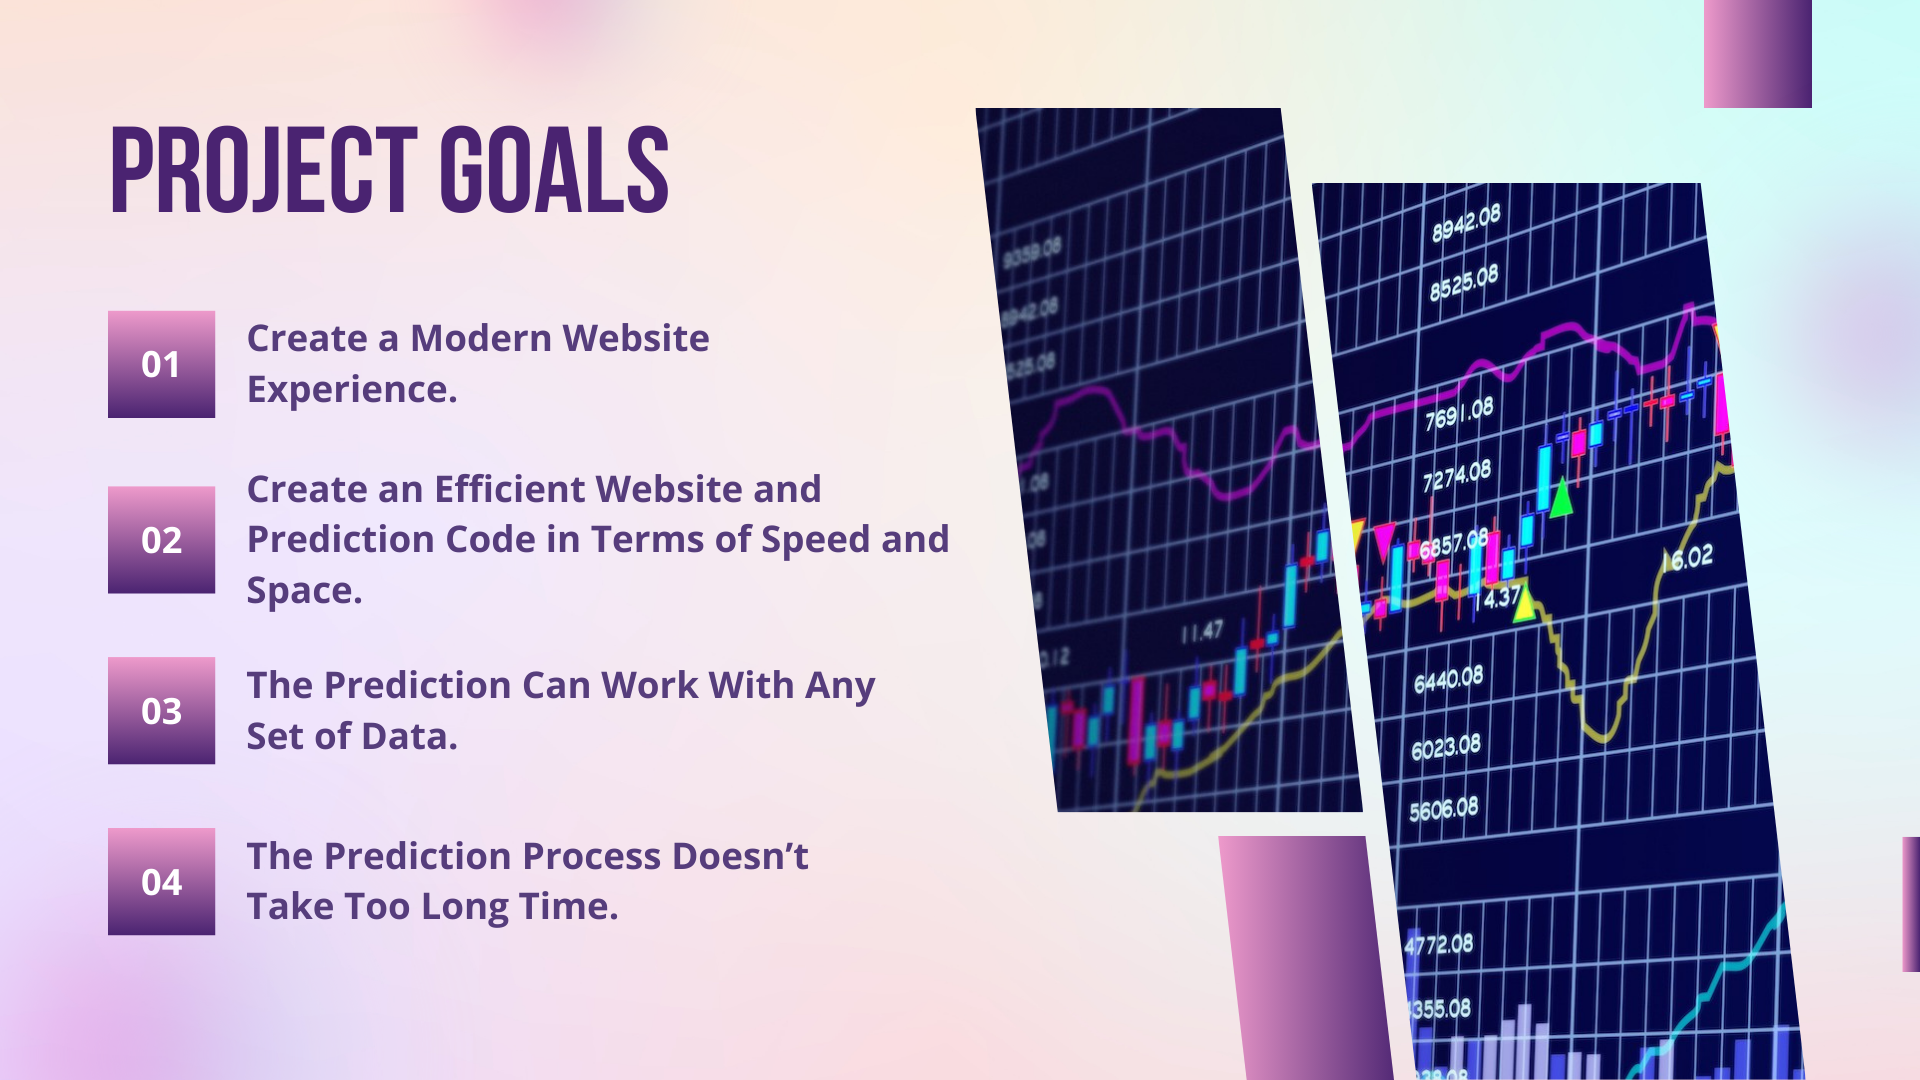 PROJECT GOALS
01
Create a Modern Website
Experience.
02
Create an Efficient Website and
Prediction Code in Terms of Speed and
Space.
03
The Prediction Can Work With Any
Set of Data.
04
The Prediction Process Doesn’t
Take Too Long Time.
9359.08
8942.08
11.47
8942.08
8525.08
7691.08
7274.08
6857.08
14.37
16.02
6440.08
6023.08
5606.08
4772.08